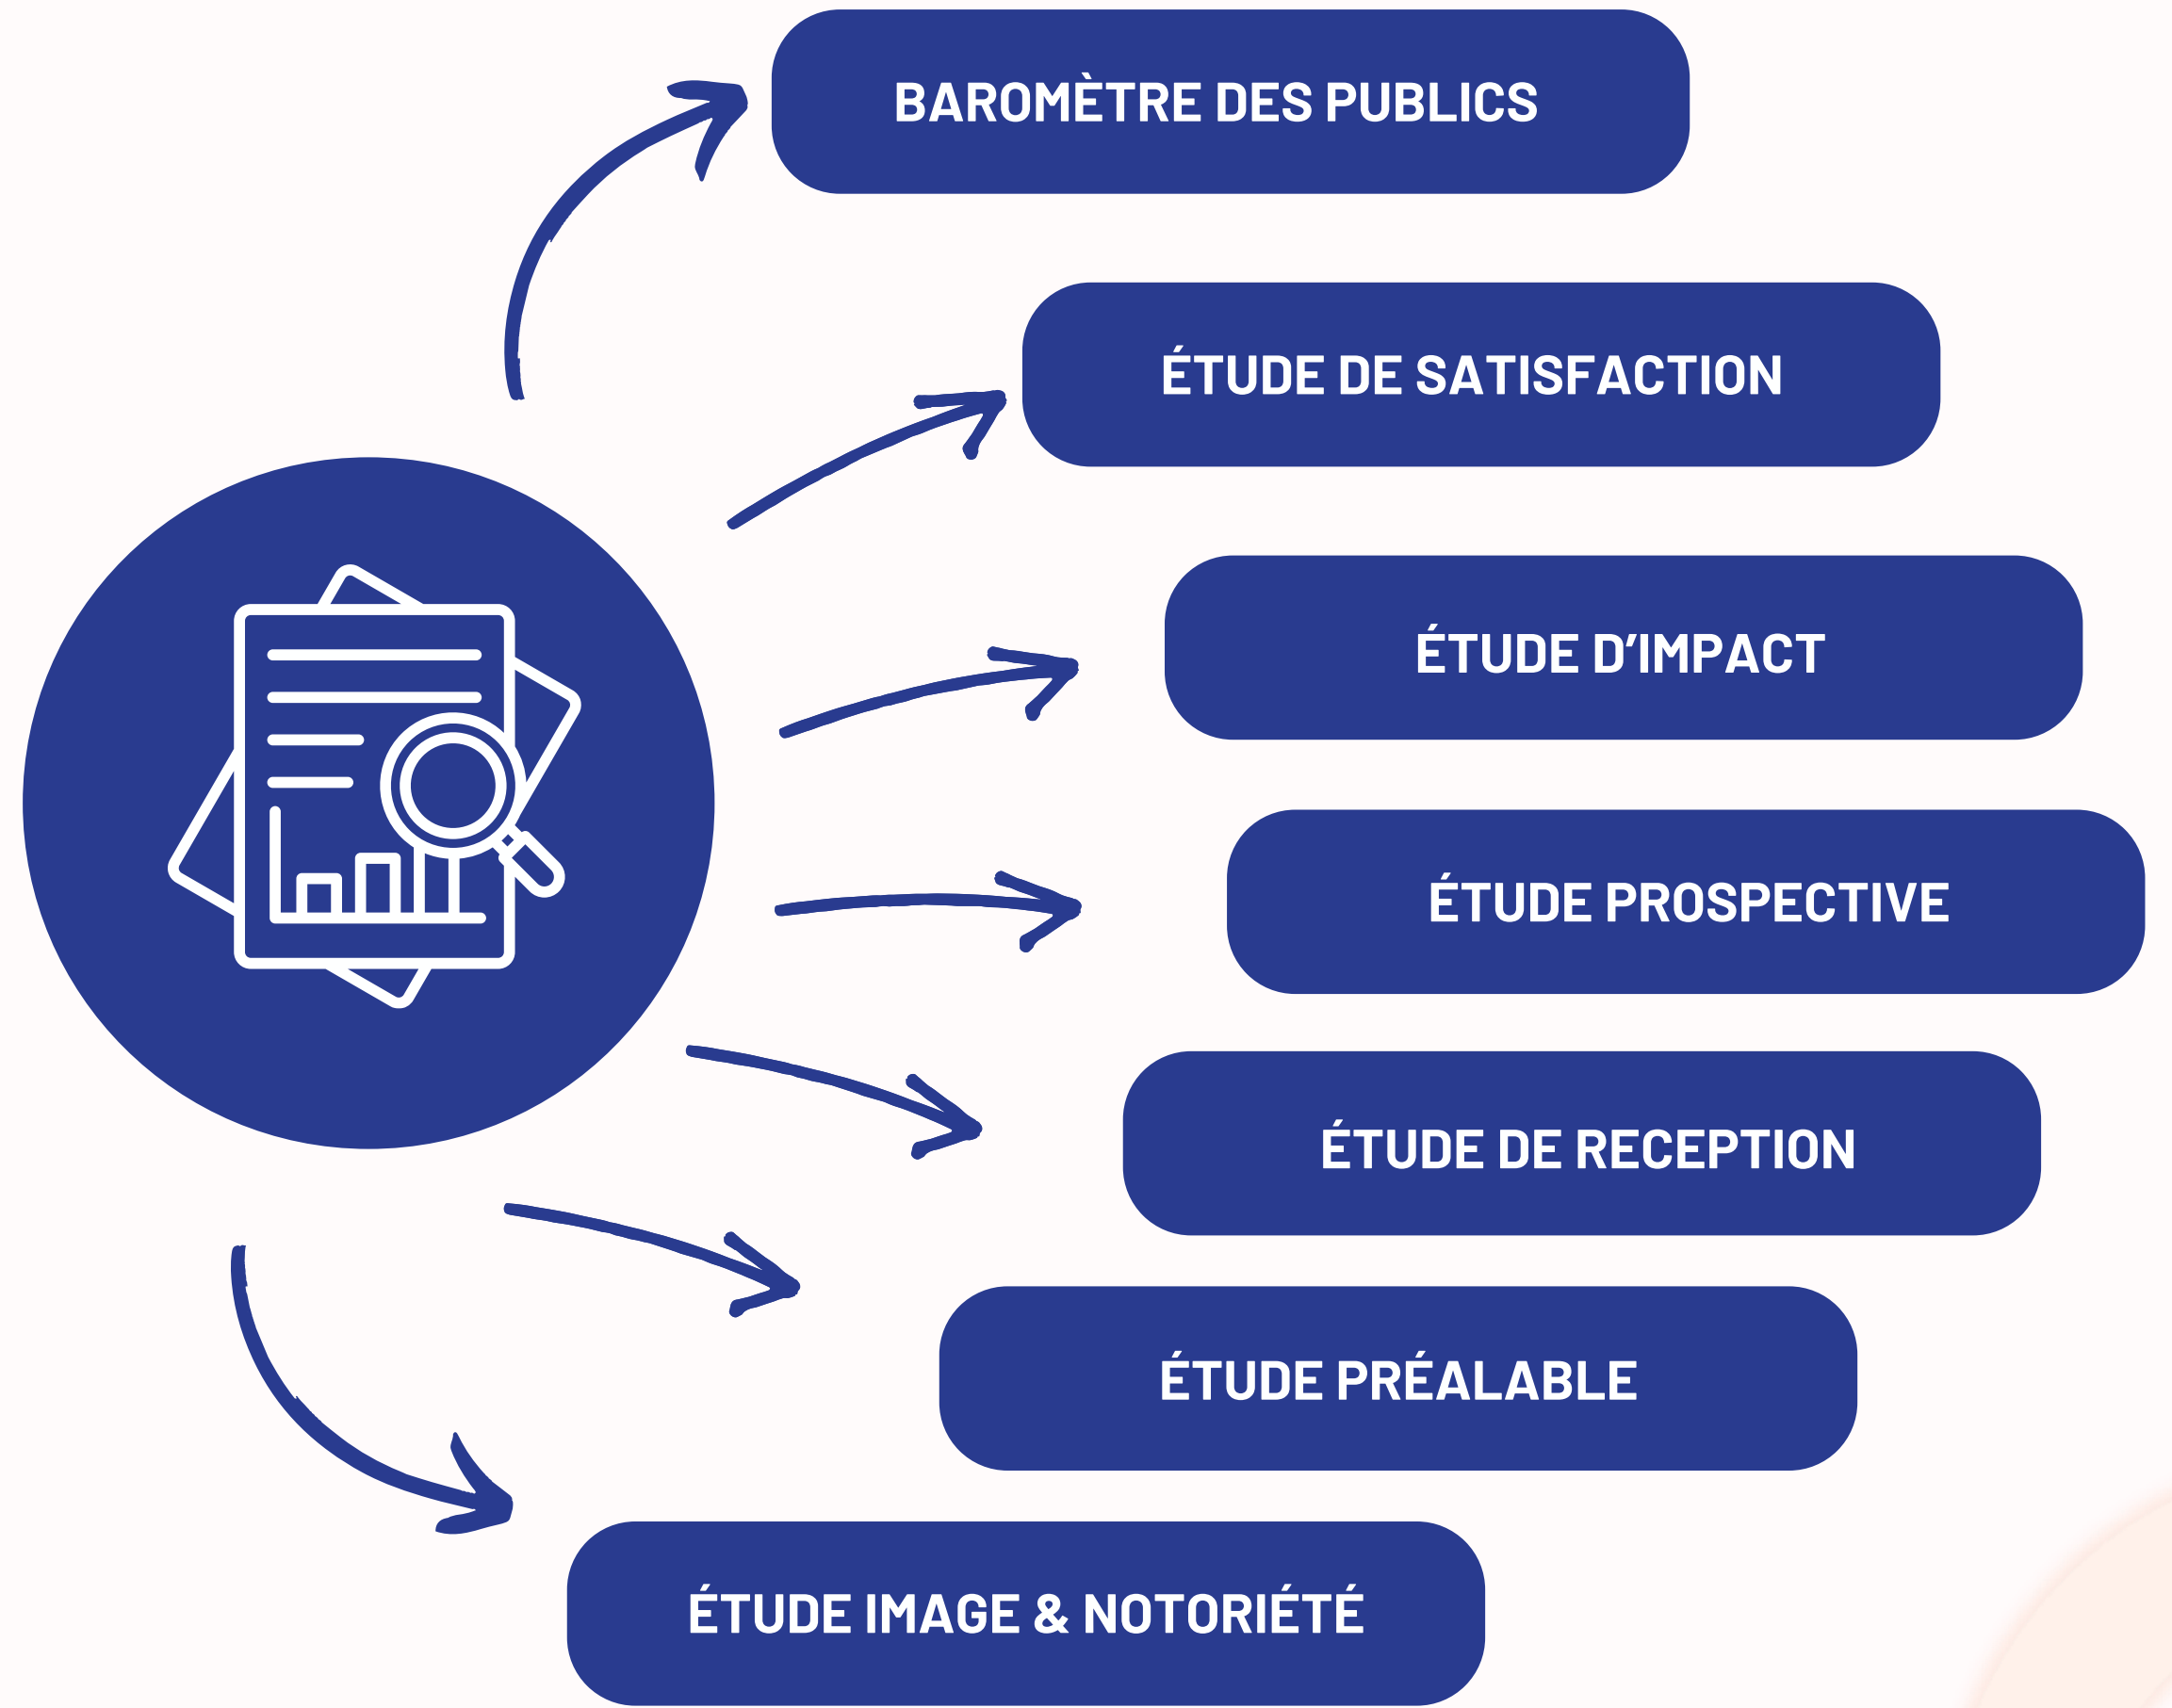 BAROMÈTRE DES PUBLICS
ÉTUDE DE SATISFACTION
ÉTUDE D'IMPACT
ÉTUDE PROSPECTIVE
ÉTUDE DE RECEPTION
ÉTUDE PRÉALABLE
ÉTUDE IMAGE & NOTORIÉTÉ